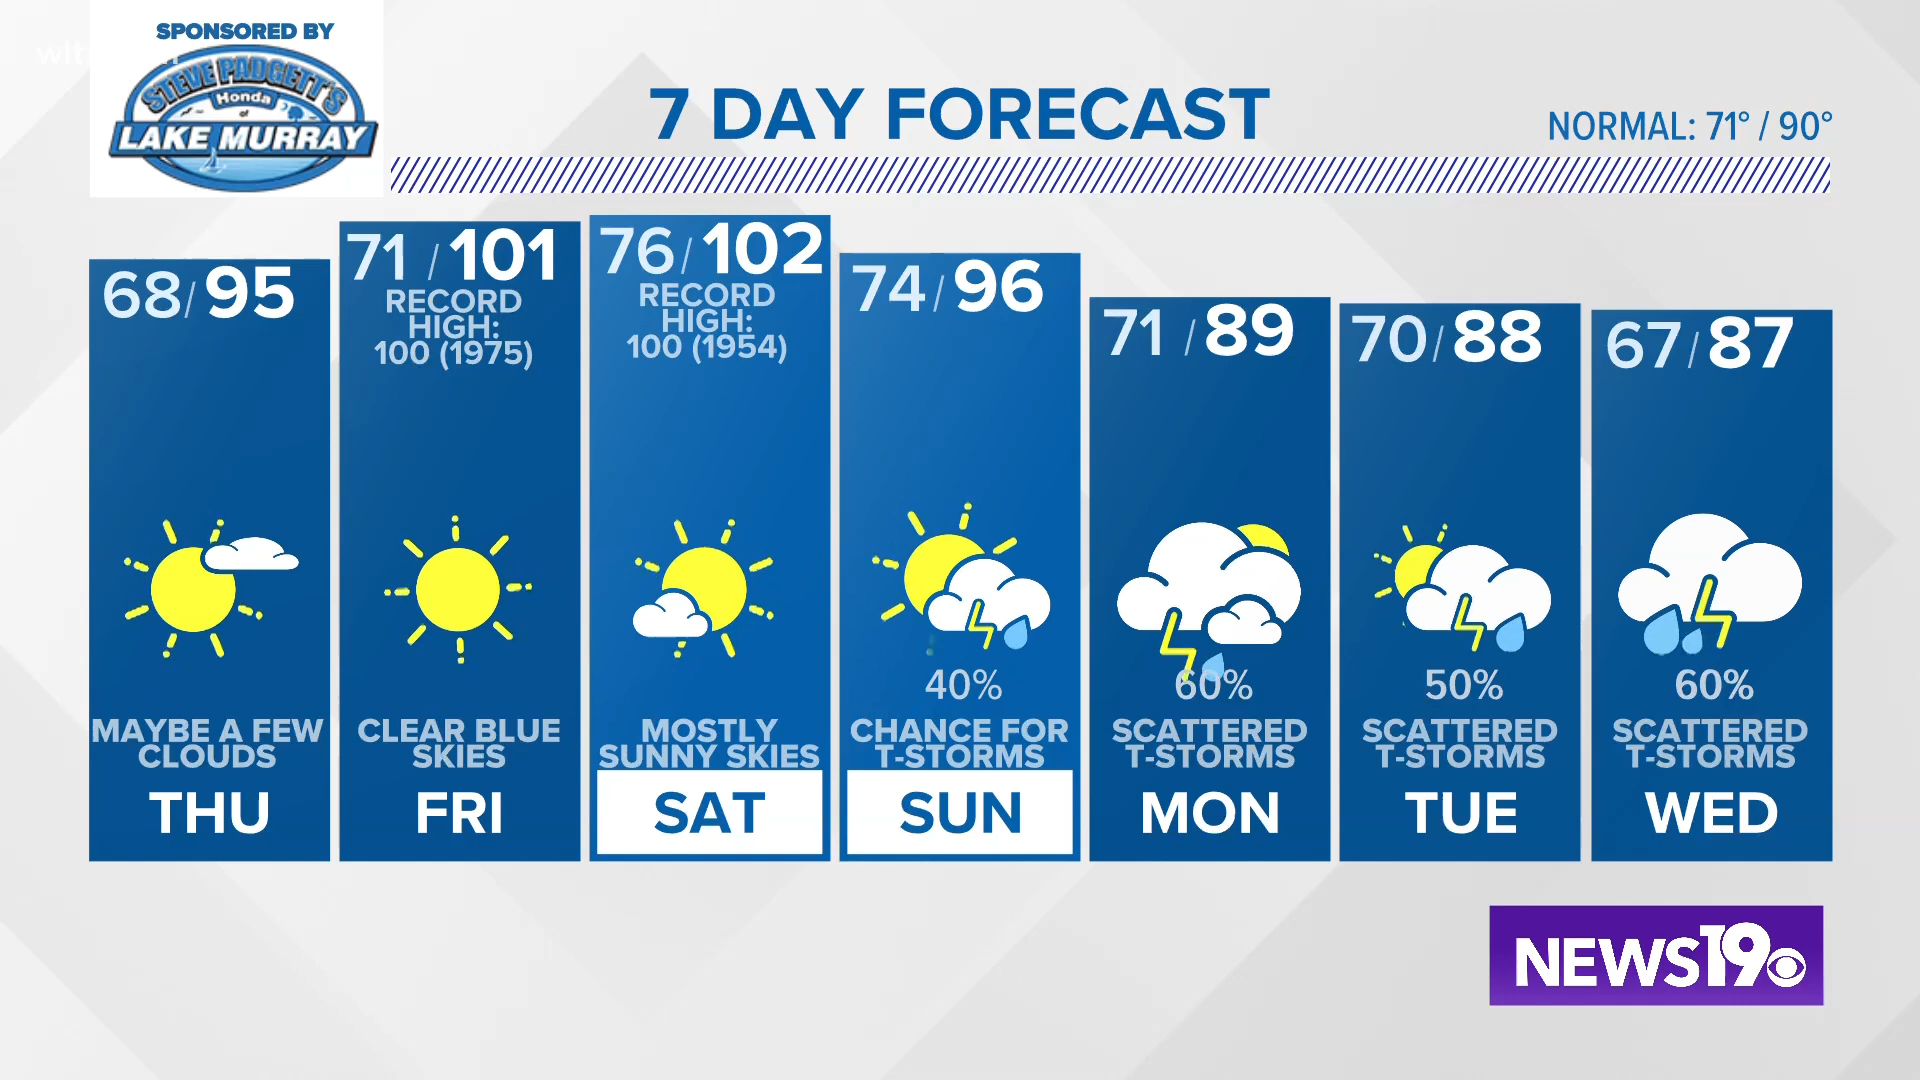 SPONSORED BY
STEVE PADGETT'S
Honda
of
LAKE MURRAY
7 DAY FORECAST
NORMAL: 71° / 90°
68/95
MAYBE A FEW
CLOUDS
THU
71 /101
RECORD
HIGH:
100 (1975)
CLEAR BLUE
SKIES
FRI
76/102
RECORD
HIGH:
100 (1954)
MOSTLY
SUNNY SKIES
SAT
74/96
40%
CHANCE FOR
T-STORMS
SUN
71 /89
60%
SCATTERED
T-STORMS
MON
70/88
50%
SCATTERED
T-STORMS
TUE
67/87
60%
SCATTERED
T-STORMS
WED
NEWS19